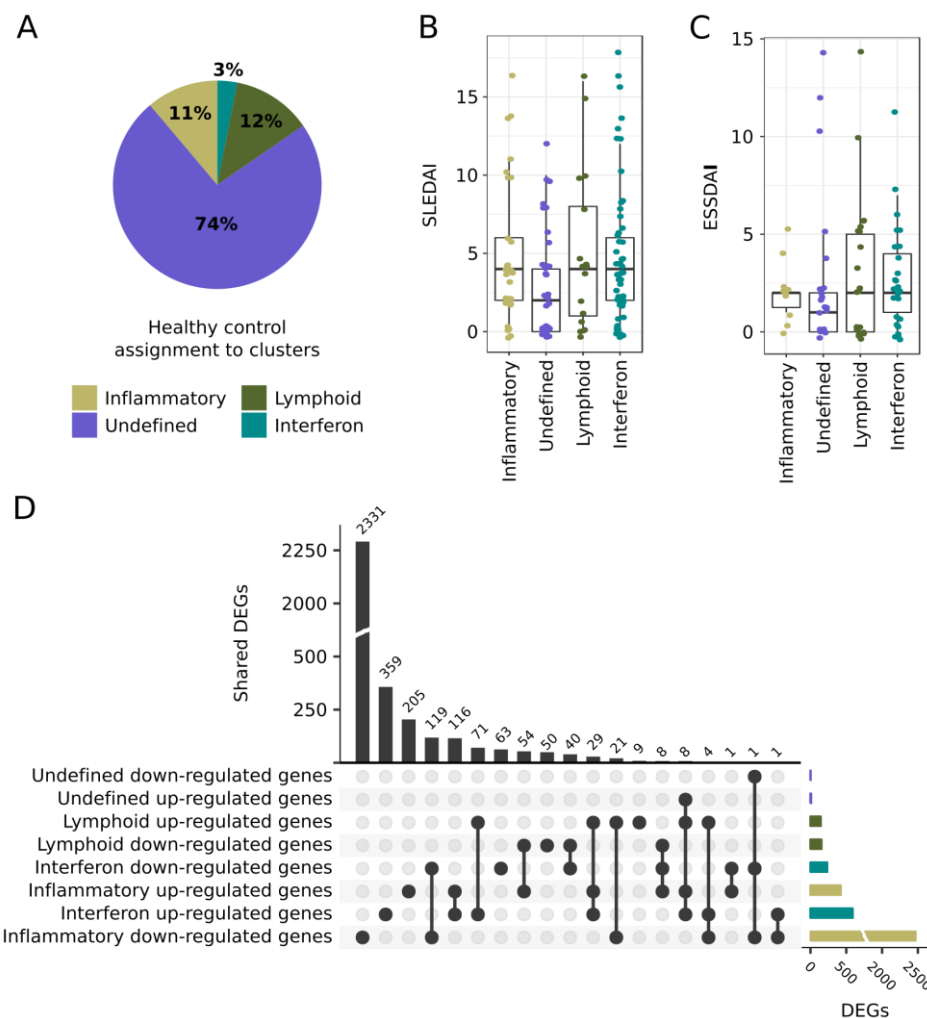 A
3%
11%
12%
74%
Healthy control
assignment to clusters
Inflammatory
Lymphoid
Undefined
Interferon
B
SLEDAI
15
10
5
0
Inflammatory
Undefined
Lymphoid
Interferon
C
ESSDAI
15
10
5
0
Inflammatory
Undefined
Lymphoid
Interferon
D
Shared DEGs
2250
2000
500
250
2331
359
205
119
116
71
63
54
50
40
29
21
9
8
8
4
1
1
1
Undefined down-regulated genes
Undefined up-regulated genes
Lymphoid up-regulated genes
Lymphoid down-regulated genes
Interferon down-regulated genes
Inflammatory up-regulated genes
Interferon up-regulated genes
Inflammatory down-regulated genes
0
500
2000
2500
DEGs